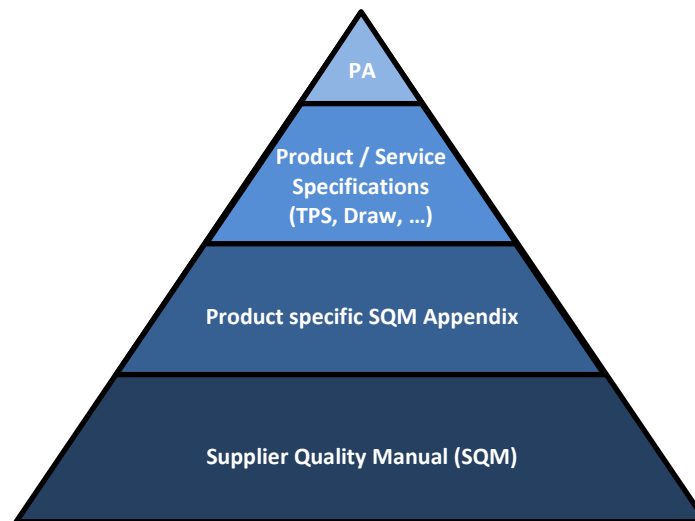 PA
Product / Service
Specifications
(TPS, Draw, …)
Product specific SQM Appendix
Supplier Quality Manual (SQM)